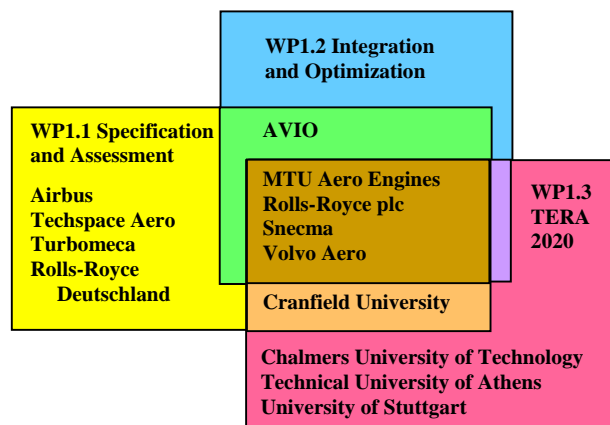 WP1.2 Integration
and Optimization
WP1.1 Specification
and Assessment
Airbus
Techspace Aero
Turbomeca
Rolls-Royce
Deutschland
AVIO
MTU Aero Engines
Rolls-Royce plc
Snecma
Volvo Aero
WP1.3
TERA
2020
Cranfield University
Chalmers University of Technology
Technical University of Athens
University of Stuttgart